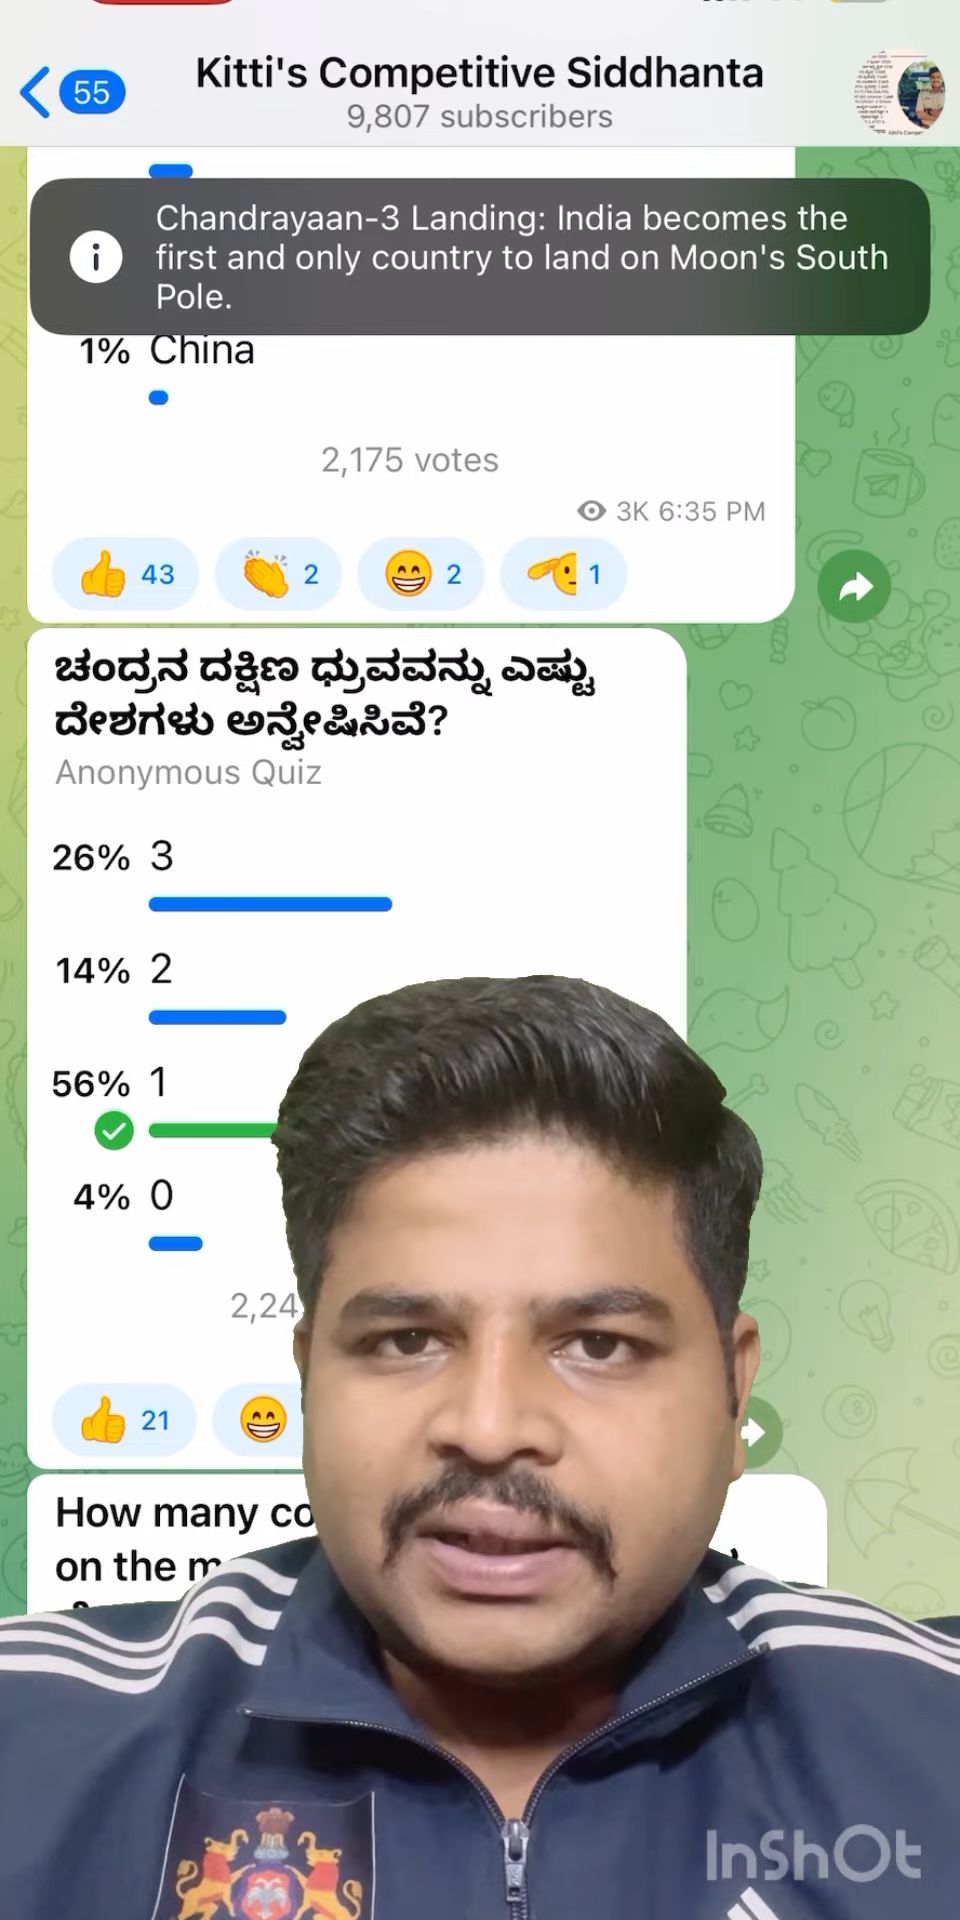 55
Kitti's Competitive Siddhanta
9,807 subscribers
Chandrayaan-3 Landing: India becomes the
first and only country to land on Moon's South
Pole.
1% China
2,175 votes
3K 6:35 PM
43
2
2
1
ಚಂದ್ರನ ದಕ್ಷಿಣ ಧ್ರುವವನ್ನು ಎಷ್ಟು
ದೇಶಗಳು ಅನ್ವೇಷಿಸಿವೆ?
Anonymous Quiz
26% 3
14% 2
56% 1
4% 0
2,24
21
How many co
on the m
InShOt